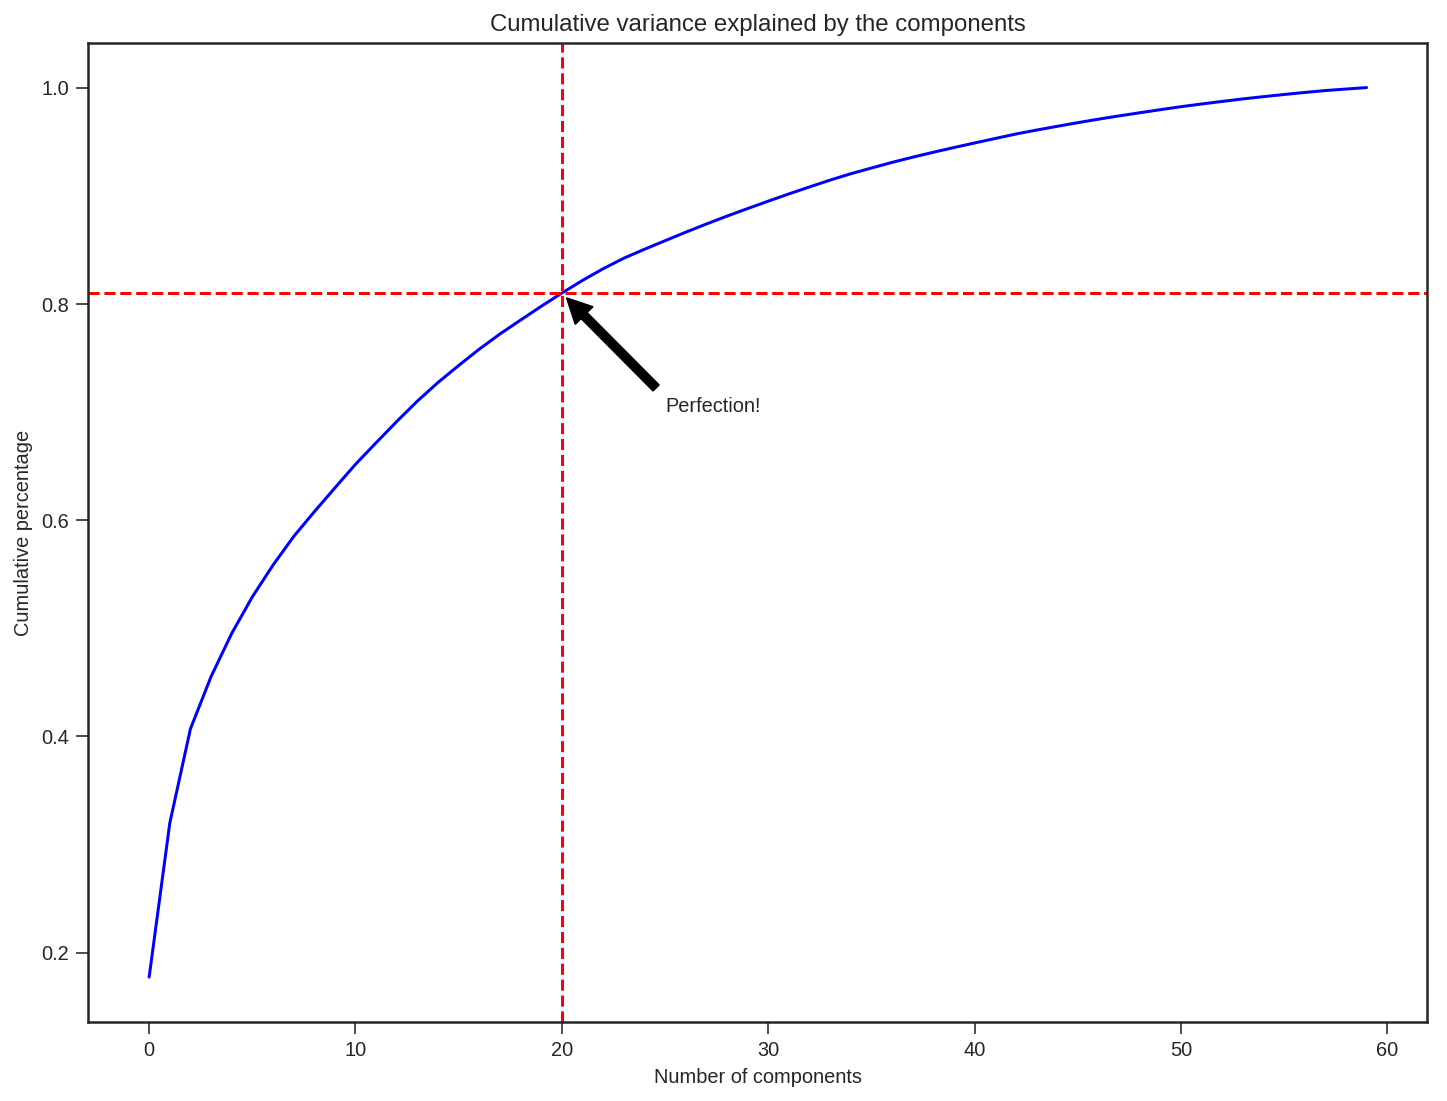 Cumulative variance explained by the components
1.0
0.8
0.6
0.4
0.2
Cumulative percentage
Perfection!
0 10 20 30 40 50 60
Number of components